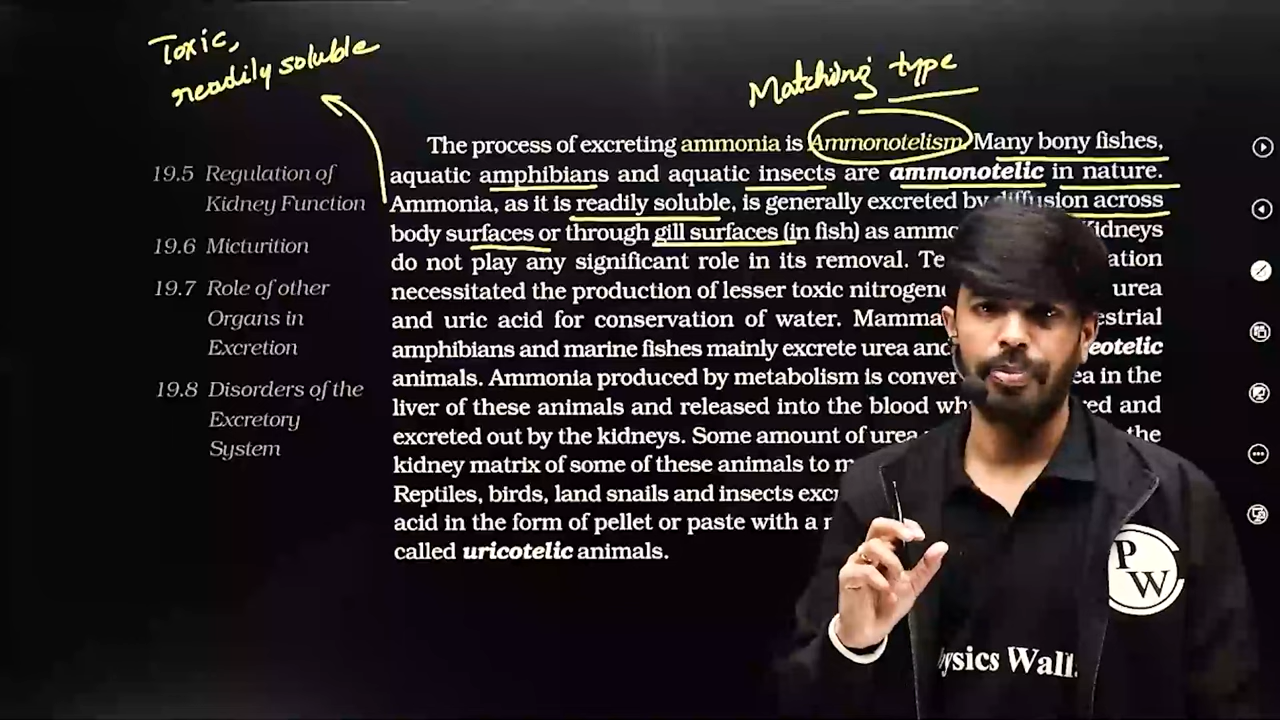 Toxic,
readily soluble
Matching type
The process of excreting ammonia is Ammonotelism. Many bony fishes,
aquatic amphibians and aquatic insects are ammonotelic in nature.
Ammonia, as it is readily soluble, is generally excreted by diffusion across
body surfaces or through gill surfaces (in fish) as Kidneys
do not play any significant role in its removal.
necessitated the production of lesser toxic urea
and uric acid for conservation of water.
amphibians and marine fishes mainly excrete urea and
animals. Ammonia produced by metabolism is in the
liver of these animals and released into the blood and
excreted out by the kidneys. Some amount of urea the
kidney matrix of some of these animals to
Reptiles, birds, land snails and insects
acid in the form of pellet or paste with a
called uricotelic animals.
19.5 Regulation of
Kidney Function
19.6 Micturition
19.7 Role of other
Organs in
Excretion
19.8 Disorders of the
Excretory
System
PW